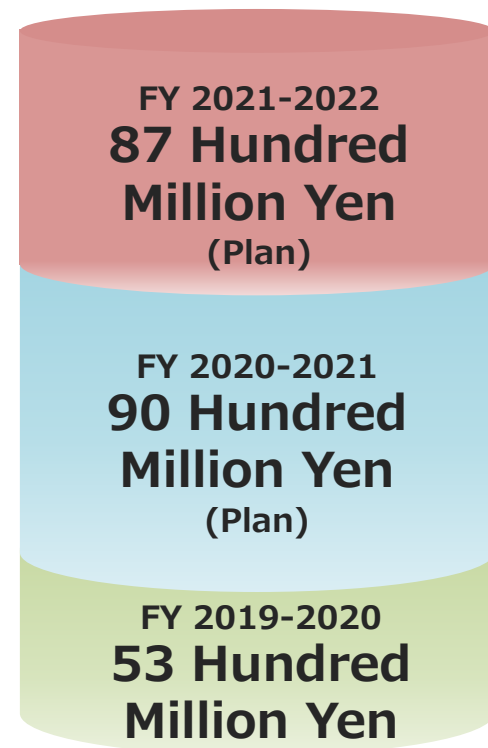 FY 2021-2022
87 Hundred
Million Yen
(Plan)
FY 2020-2021
90 Hundred
Million Yen
(Plan)
FY 2019-2020
53 Hundred
Million Yen